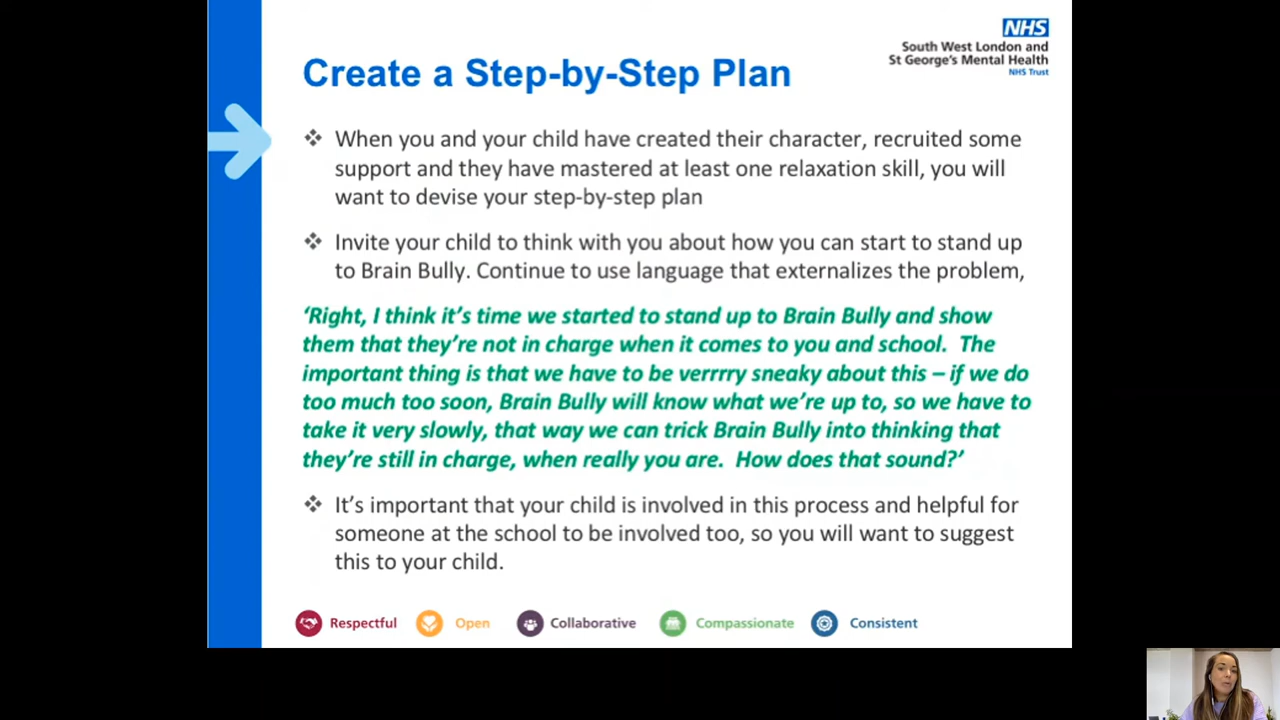 NHS
South West London and
St George's Mental Health
NHS Trust
Create a Step-by-Step Plan
❖ When you and your child have created their character, recruited some
support and they have mastered at least one relaxation skill, you will
want to devise your step-by-step plan
❖ Invite your child to think with you about how you can start to stand up
to Brain Bully. Continue to use language that externalizes the problem,
‘Right, I think it’s time we started to stand up to Brain Bully and show
them that they’re not in charge when it comes to you and school.  The
important thing is that we have to be verrrry sneaky about this – if we do
too much too soon, Brain Bully will know what we’re up to, so we have to
take it very slowly, that way we can trick Brain Bully into thinking that
they’re still in charge, when really you are.  How does that sound?’
❖ It’s important that your child is involved in this process and helpful for
someone at the school to be involved too, so you will want to suggest
this to your child.
Respectful Open Collaborative Compassionate Consistent